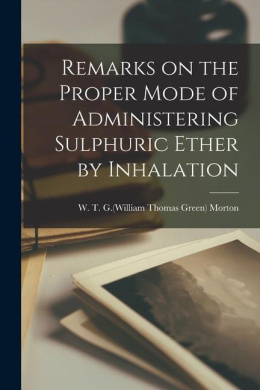 Remarks on the
Proper Mode of
Administering
Sulphuric Ether
by Inhalation
W. T. G.(William Thomas Green) Morton